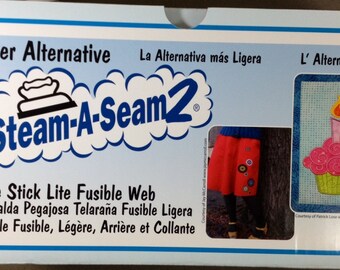 er Alternative
La Alternativa más Ligera
L' Altern
Steam-A-Seam2®
e Stick Lite Fusible Web
alda Pegajosa Telaraña Fusible Ligera
le Fusible, Légère, Arrière et Collante